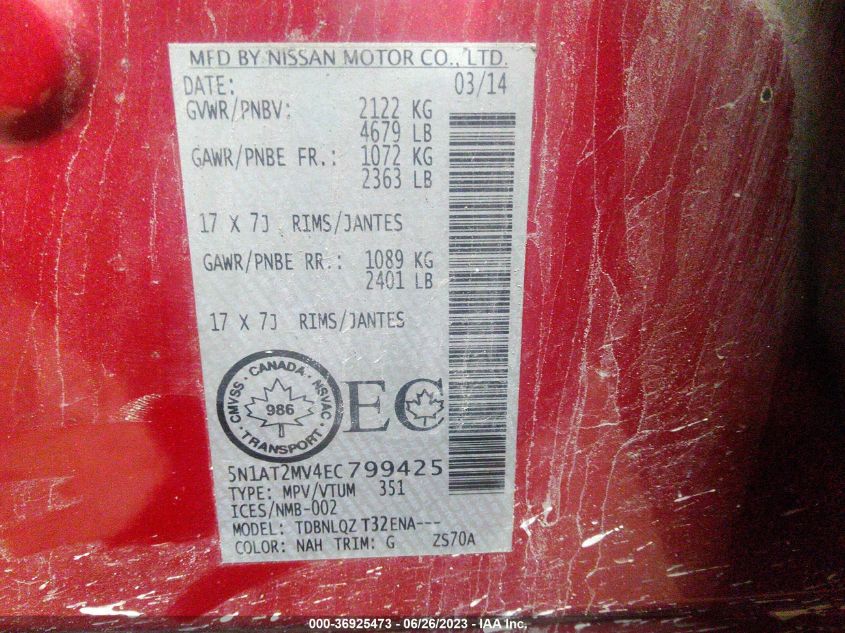 MFD BY NISSAN MOTOR CO., LTD.
DATE: 03/14
GVWR/PNBV: 2122 KG
4679 LB
GAWR/PNBE FR.: 1072 KG
2363 LB
17 X 7J RIMS/JANTES
GAWR/PNBE RR.: 1089 KG
2401 LB
17 X 7J RIMS/JANTES
CMVSS · CANADA · NSVAC
986
· TRANSPORT ·
EC
5N1AT2MV4EC799425
TYPE: MPV/VTUM 351
ICES/NMB-002
MODEL: TDBNLQZ T32ENA---
COLOR: NAH TRIM: G ZS70A
000-36925473 - 06/26/2023 - IAA Inc.